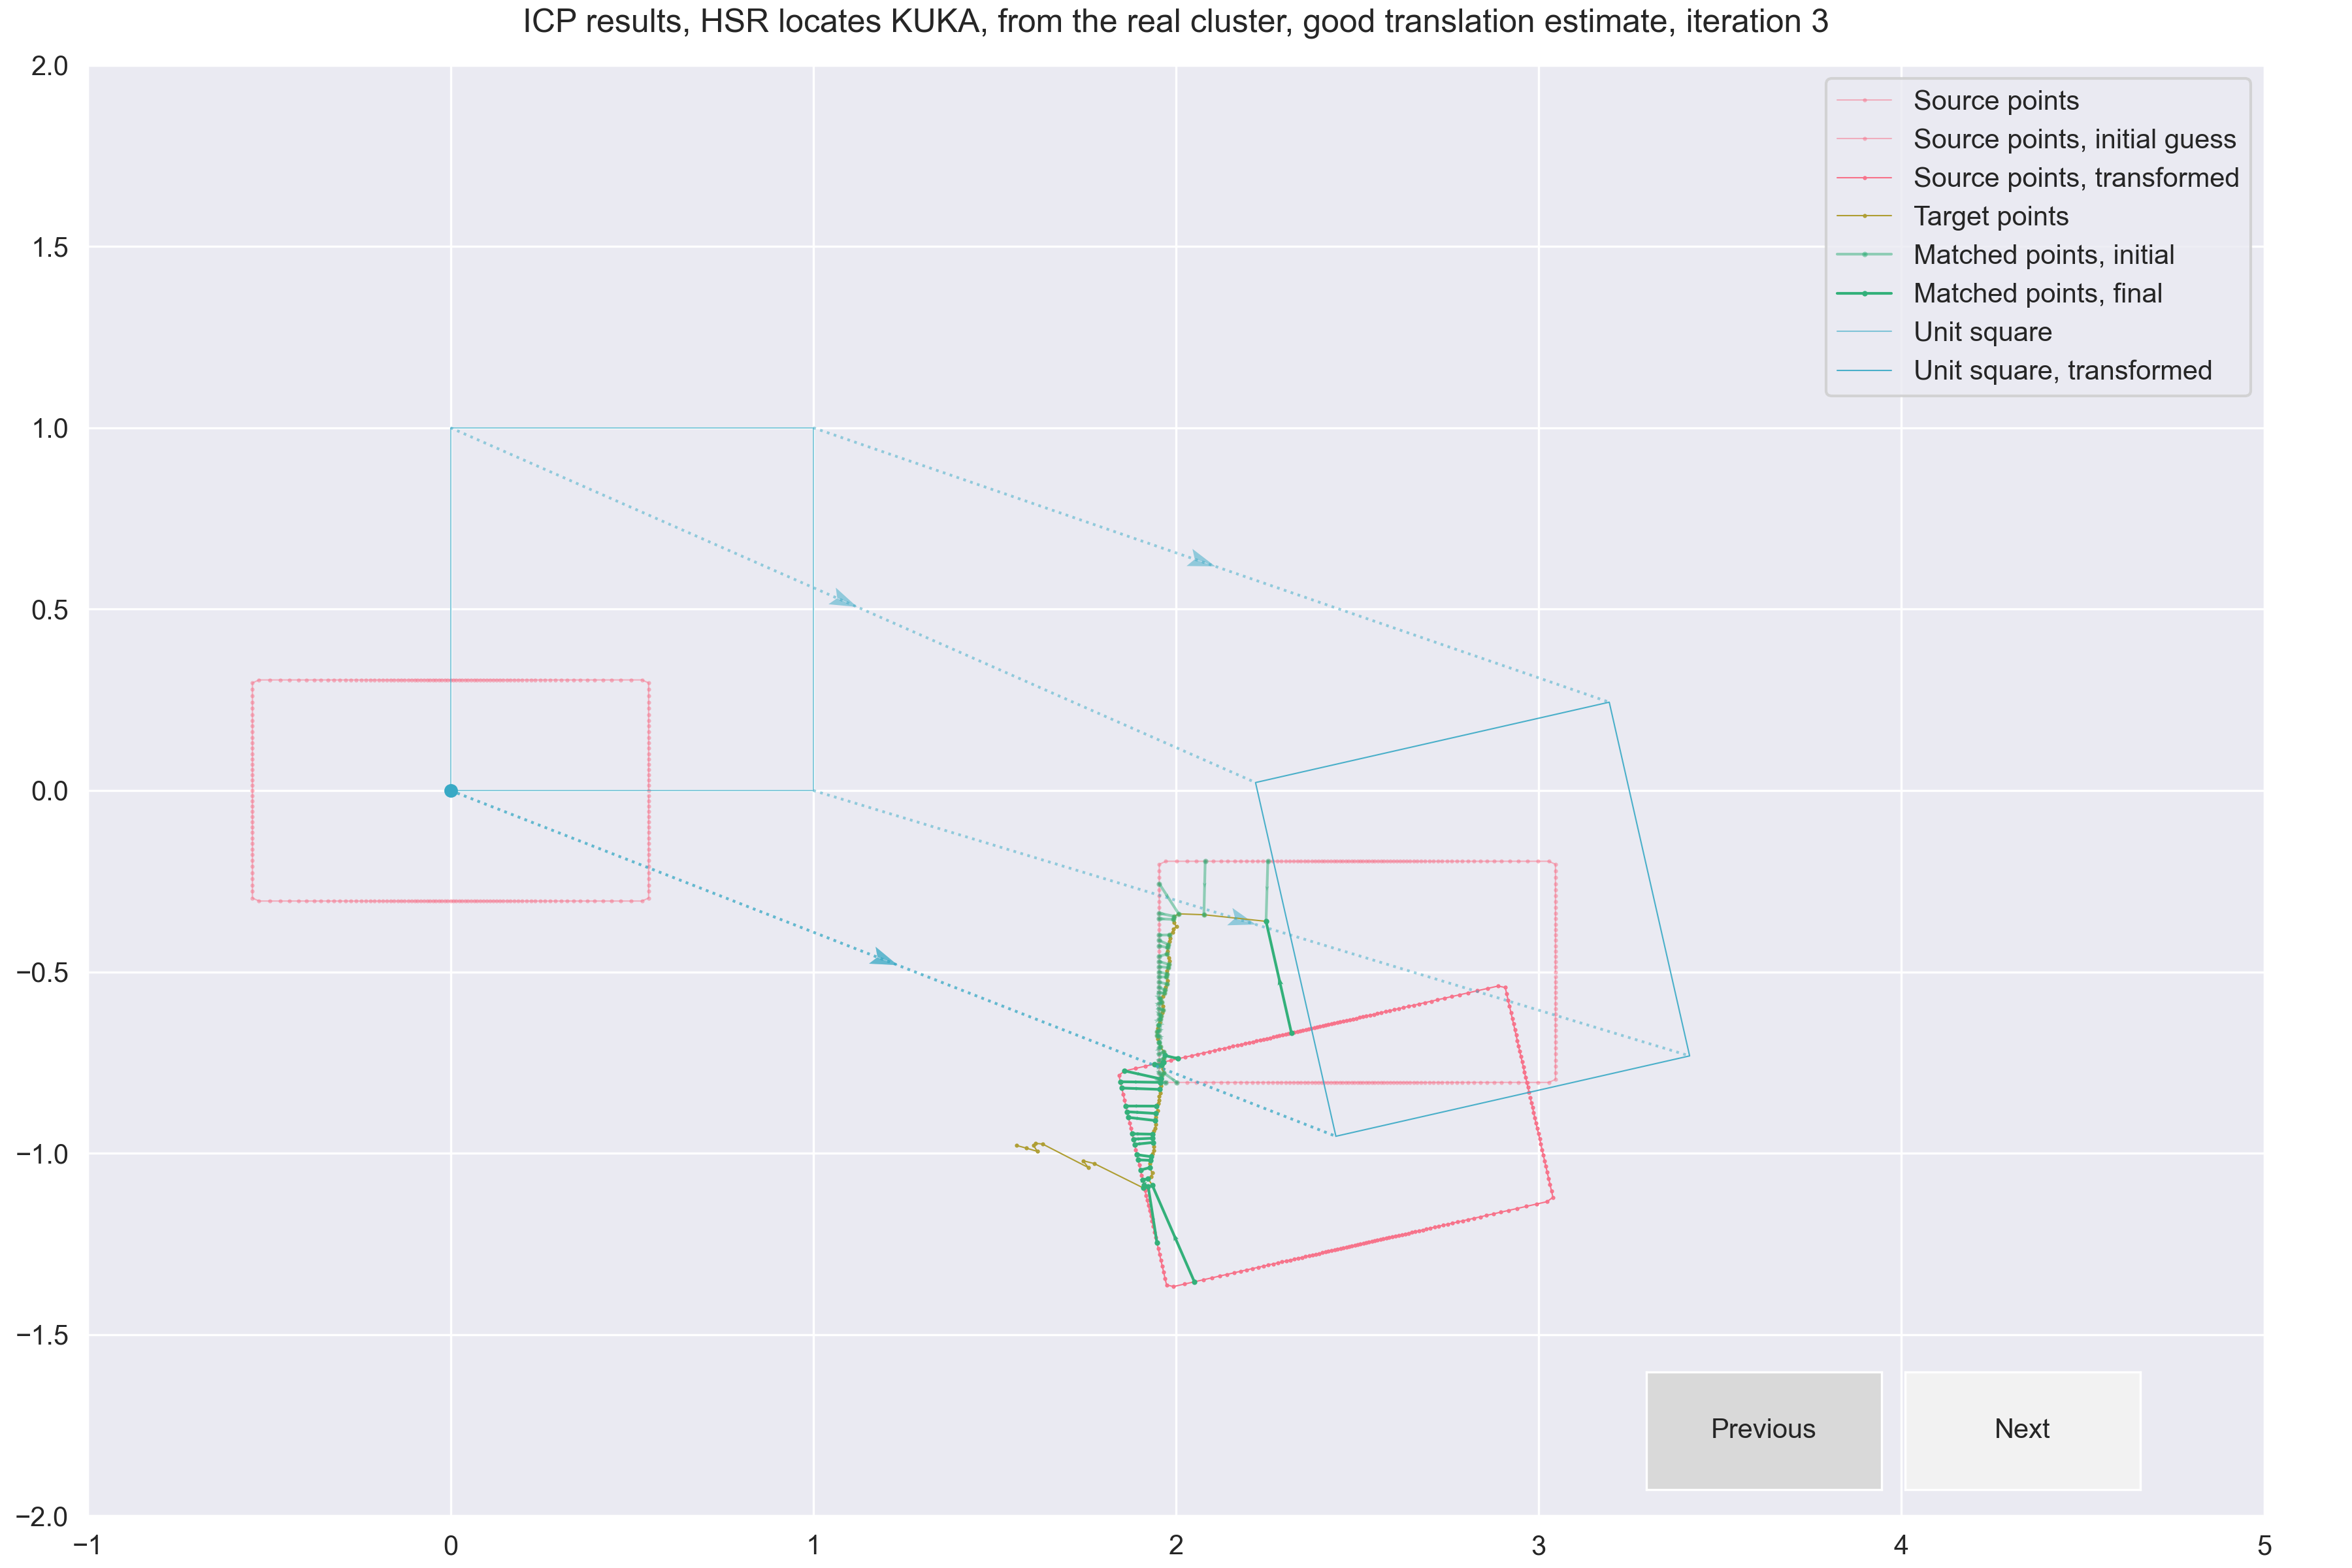 ICP results, HSR locates KUKA, from the real cluster, good translation estimate, iteration 3
2.0
1.5
1.0
0.5
0.0
−0.5
−1.0
−1.5
−2.0
−1
0
1
2
3
4
5
Source points
Source points, initial guess
Source points, transformed
Target points
Matched points, initial
Matched points, final
Unit square
Unit square, transformed
Previous
Next